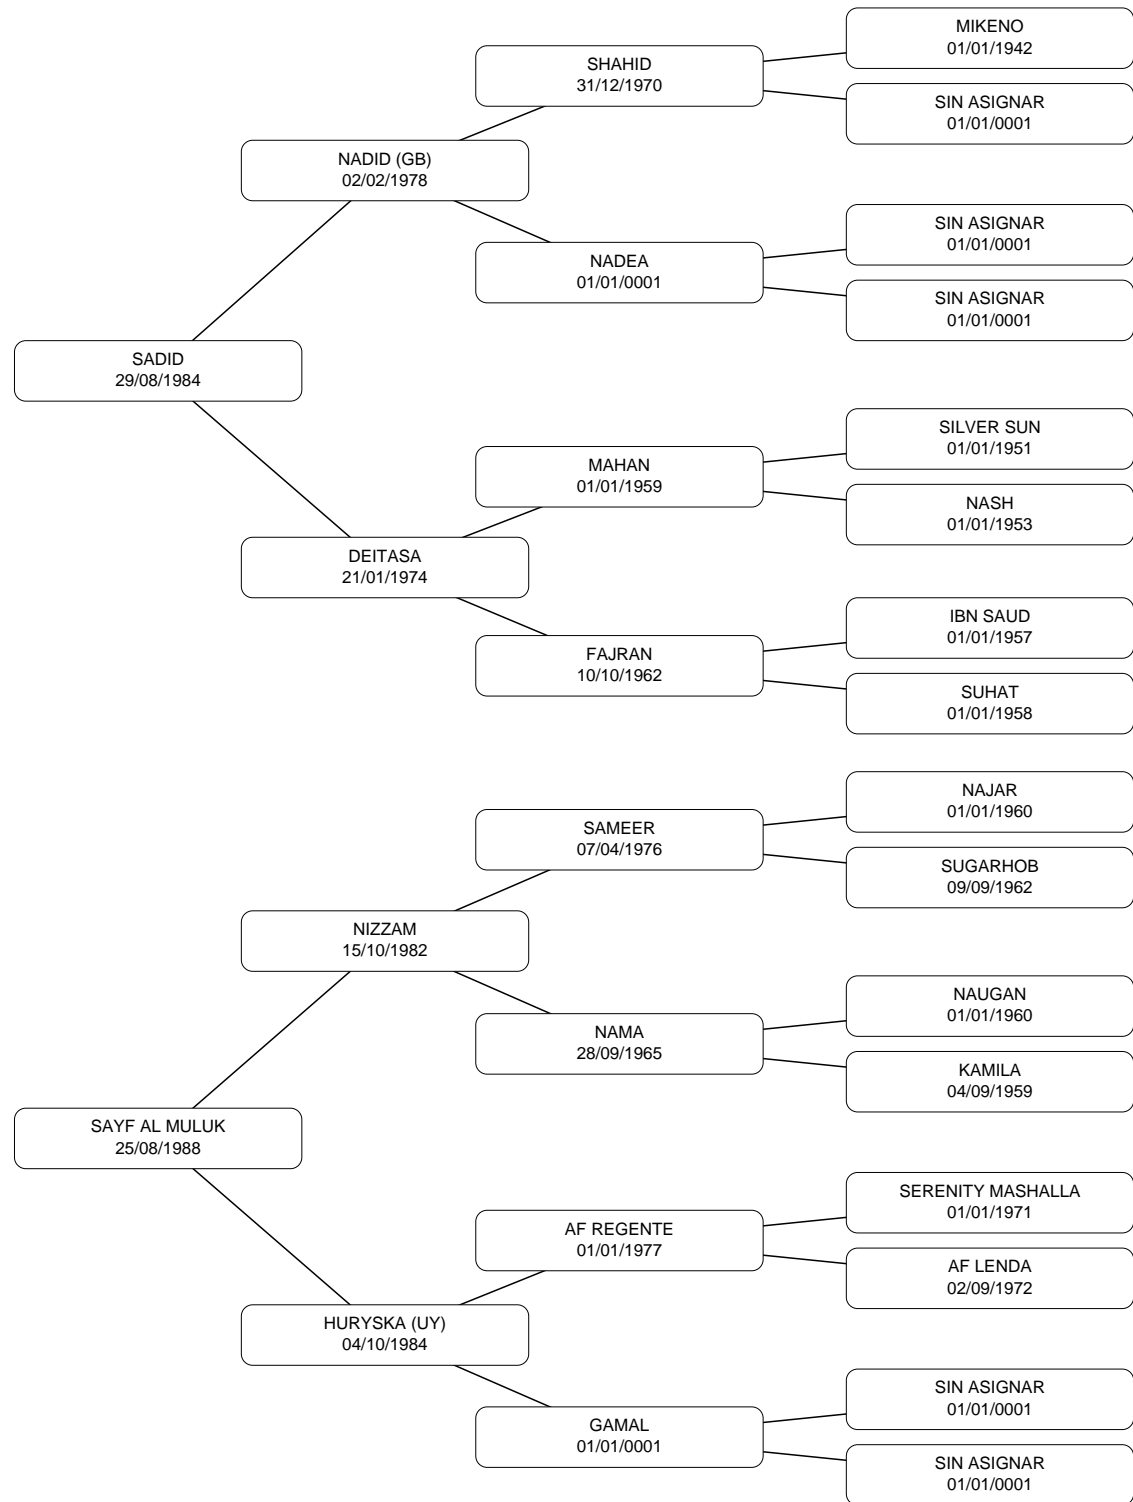 MIKENO
01/01/1942
SHAHID
31/12/1970
SIN ASIGNAR
01/01/0001
NADID (GB)
02/02/1978
SIN ASIGNAR
01/01/0001
NADEA
01/01/0001
SIN ASIGNAR
01/01/0001
SADID
29/08/1984
SILVER SUN
01/01/1951
MAHAN
01/01/1959
NASH
01/01/1953
DEITASA
21/01/1974
IBN SAUD
01/01/1957
FAJRAN
10/10/1962
SUHAT
01/01/1958
NAJAR
01/01/1960
SAMEER
07/04/1976
SUGARHOB
09/09/1962
NIZZAM
15/10/1982
NAUGAN
01/01/1960
NAMA
28/09/1965
KAMILA
04/09/1959
SAYF AL MULUK
25/08/1988
SERENITY MASHALLA
01/01/1971
AF REGENTE
01/01/1977
AF LENDA
02/09/1972
HURYSKA (UY)
04/10/1984
SIN ASIGNAR
01/01/0001
GAMAL
01/01/0001
SIN ASIGNAR
01/01/0001